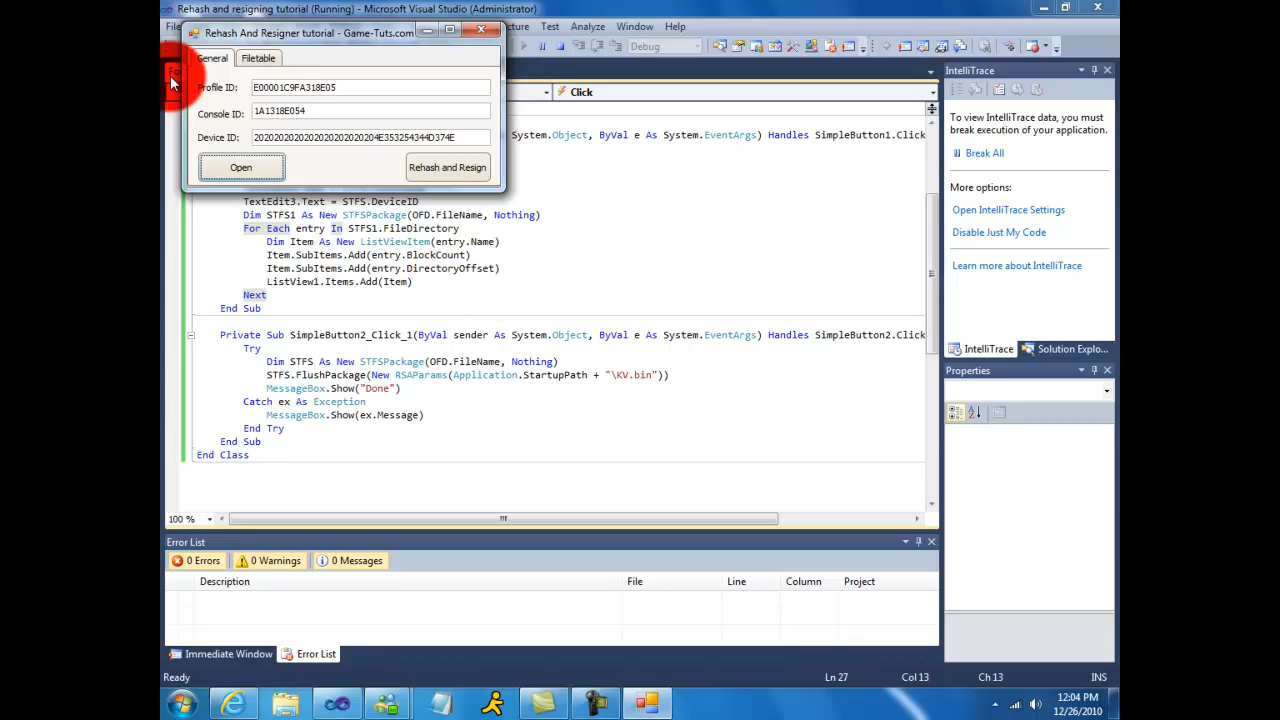 Rehash and resigning tutorial (Running) - Microsoft Visual Studio (Administrator)
Rehash And Resigner tutorial - Game-Tuts.com
Test Analyze Window Help
Debug
General Filetable
Profile ID: E00001C9FA318E05
Console ID: 1A1318E054
Device ID: 2020202020202020202020204E353254344D374E
Open Rehash and Resign
Click
s System.Object, ByVal e As System.EventArgs) Handles SimpleButton1.Click
TextEdit3.Text = STFS.DeviceID
Dim STFS1 As New STFSPackage(OFD.FileName, Nothing)
For Each entry In STFS1.FileDirectory
Dim Item As New ListViewItem(entry.Name)
Item.SubItems.Add(entry.BlockCount)
Item.SubItems.Add(entry.DirectoryOffset)
ListView1.Items.Add(Item)
Next
End Sub
Private Sub SimpleButton2_Click_1(ByVal sender As System.Object, ByVal e As System.EventArgs) Handles SimpleButton2.Click
Try
Dim STFS As New STFSPackage(OFD.FileName, Nothing)
STFS.FlushPackage(New RSAParams(Application.StartupPath + "\KV.bin"))
MessageBox.Show("Done")
Catch ex As Exception
MessageBox.Show(ex.Message)
End Try
End Sub
End Class
100 %
IntelliTrace
To view IntelliTrace data, you must break execution of your application.
Break All
More options:
Open IntelliTrace Settings
Disable Just My Code
Learn more about IntelliTrace
IntelliTrace Solution Explo...
Properties
Error List
0 Errors 0 Warnings 0 Messages
Description File Line Column Project
Immediate Window Error List
Ready Ln 27 Col 13 Ch 13 INS
12:04 PM
12/26/2010